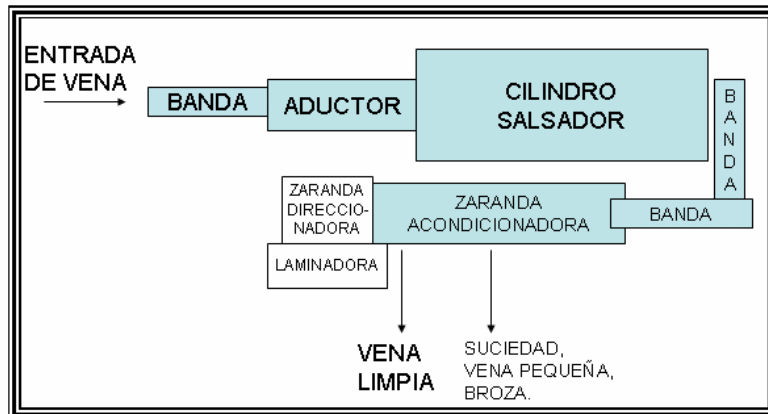 ENTRADA
DE VENA
BANDA
ADUCTOR
CILINDRO
SALSADOR
B
A
N
D
A
ZARANDA
DIRECCIO-
NADORA
ZARANDA
ACONDICIONADORA
BANDA
LAMINADORA
VENA
LIMPIA
SUCIEDAD,
VENA PEQUEÑA,
BROZA.